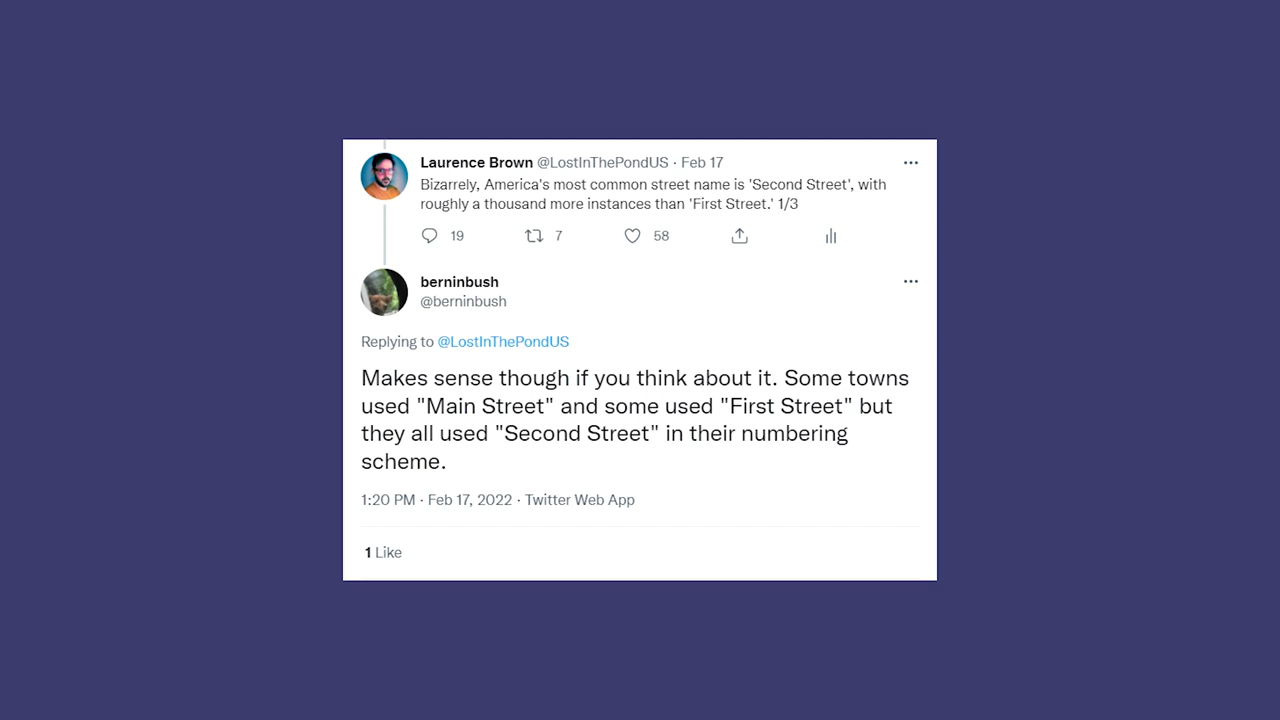 Laurence Brown @LostInThePondUS · Feb 17
Bizarrely, America's most common street name is 'Second Street', with
roughly a thousand more instances than 'First Street.' 1/3
19 7 58
berninbush
@berninbush
Replying to @LostInThePondUS
Makes sense though if you think about it. Some towns
used "Main Street" and some used "First Street" but
they all used "Second Street" in their numbering
scheme.
1:20 PM · Feb 17, 2022 · Twitter Web App
1 Like